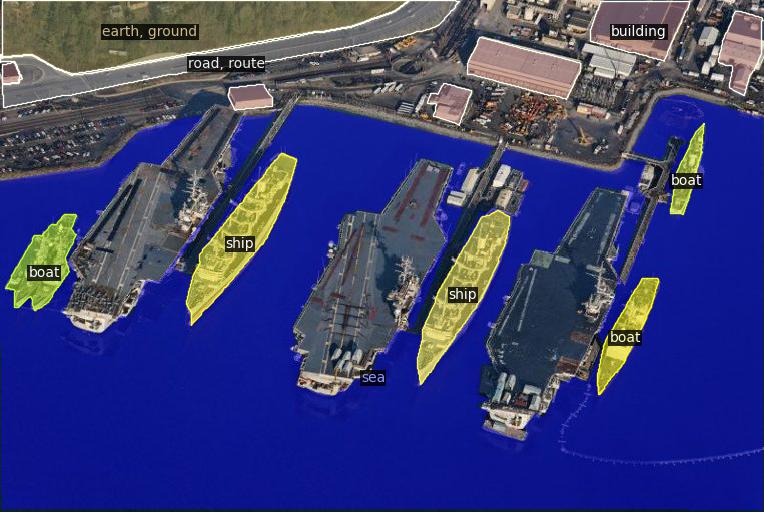 earth, ground
building
road, route
boat
ship
boat
ship
boat
sea